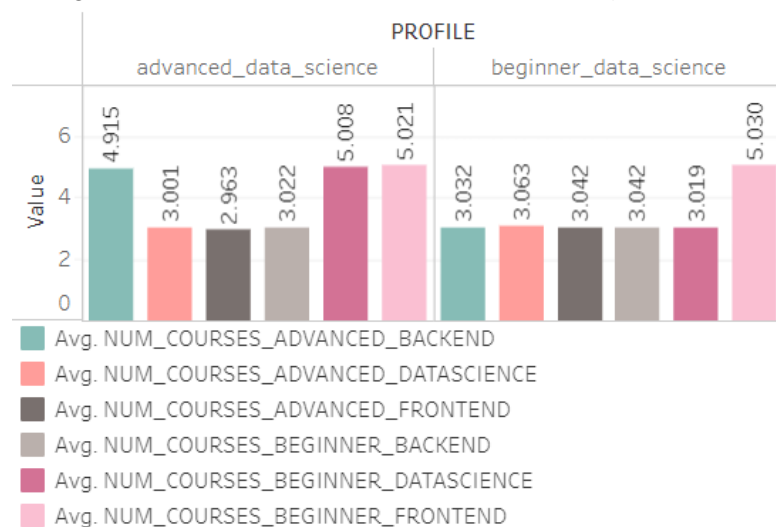 PROFILE
advanced_data_science beginner_data_science
Value
6
4
2
0
4.915 3.001 2.963 3.022 5.008 5.021 3.032 3.063 3.042 3.042 3.019 5.030
Avg. NUM_COURSES_ADVANCED_BACKEND
Avg. NUM_COURSES_ADVANCED_DATASCIENCE
Avg. NUM_COURSES_ADVANCED_FRONTEND
Avg. NUM_COURSES_BEGINNER_BACKEND
Avg. NUM_COURSES_BEGINNER_DATASCIENCE
Avg. NUM_COURSES_BEGINNER_FRONTEND